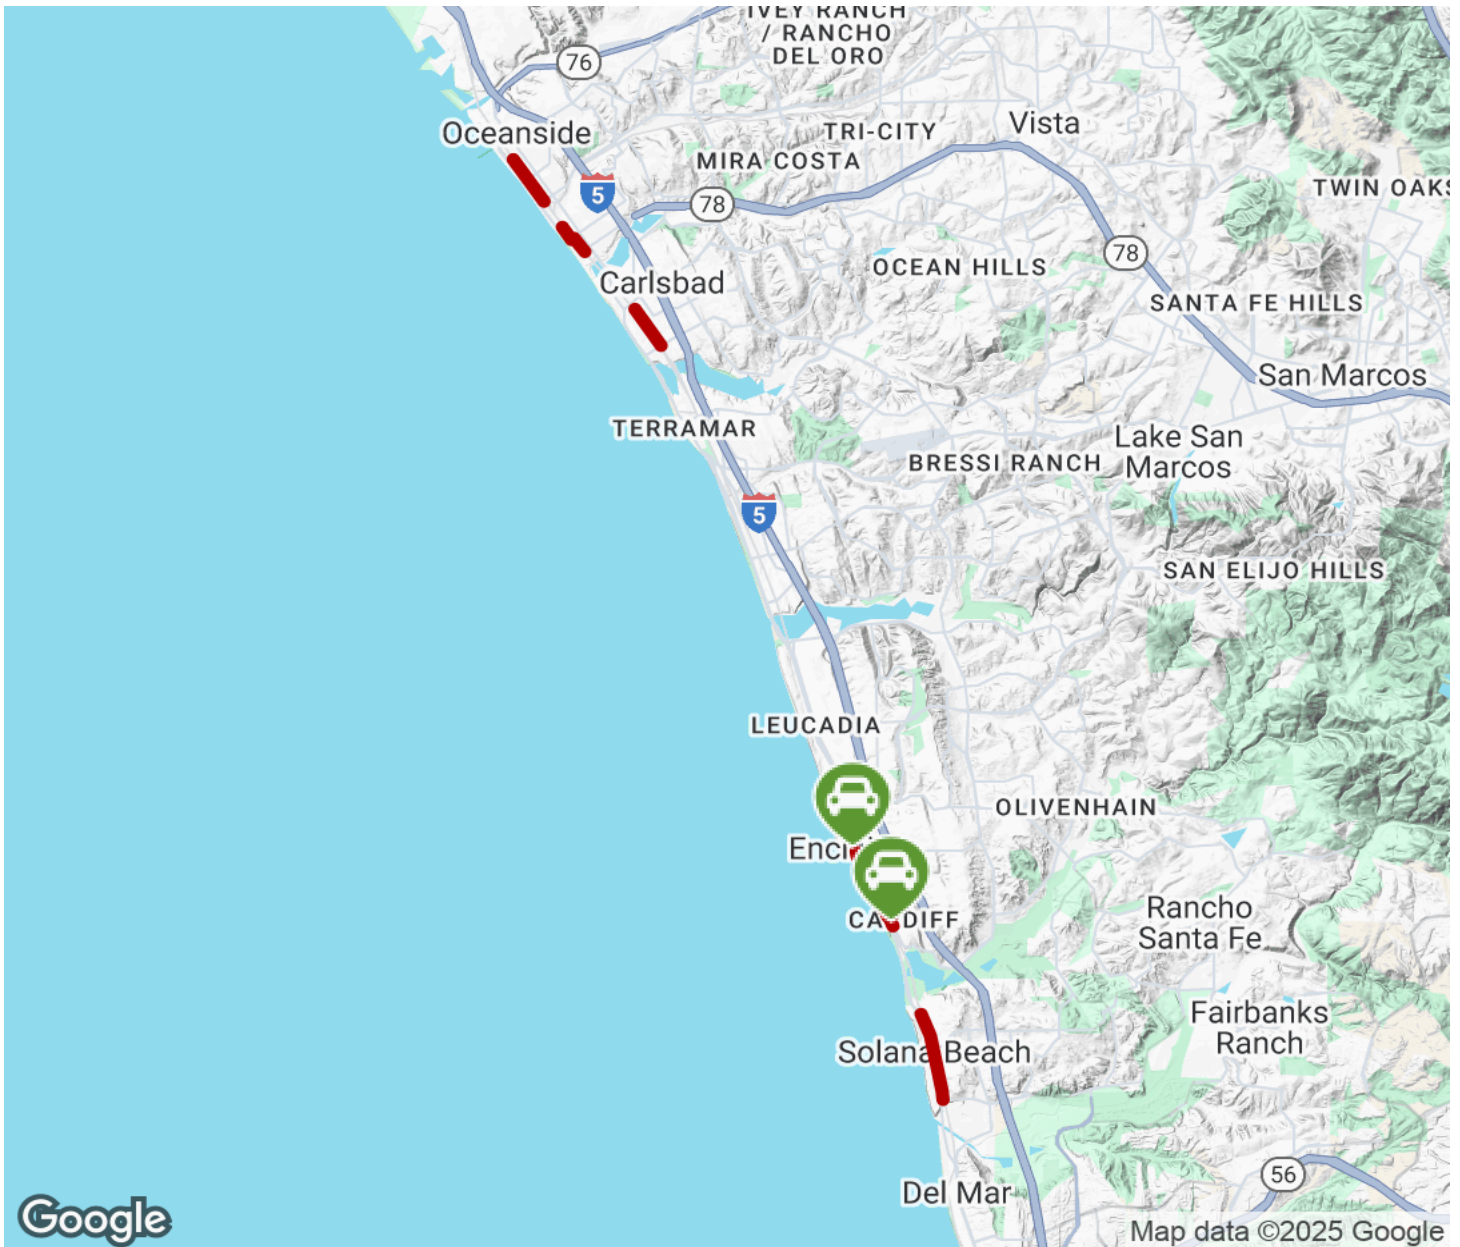 IVEY RANCH
/ RANCHO
DEL ORO
76
Oceanside
TRI-CITY
Vista
MIRA COSTA
TWIN OAKS
5
78
78
OCEAN HILLS
Carlsbad
SANTA FE HILLS
San Marcos
TERRAMAR
Lake San
Marcos
BRESSI RANCH
5
SAN ELIJO HILLS
LEUCADIA
OLIVENHAIN
Enci
CARDIFF
Rancho
Santa Fe
Fairbanks
Ranch
Solana Beach
56
Del Mar
Google
Map data ©2025 Google